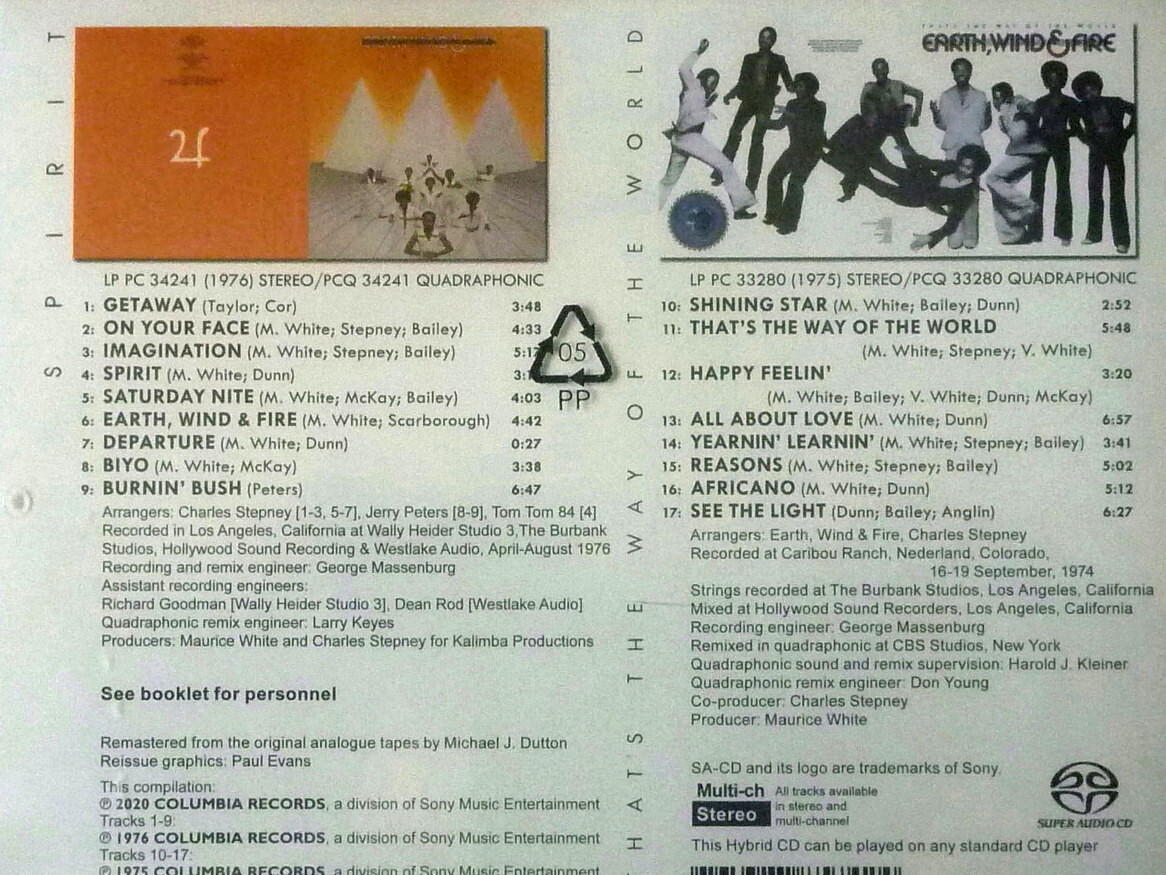 SPIRIT
LP PC 34241 (1976) STEREO/PCQ 34241 QUADRAPHONIC
1: GETAWAY (Taylor; Cor) 3:48
2: ON YOUR FACE (M. White; Stepney; Bailey) 4:33
3: IMAGINATION (M. White; Stepney; Bailey)
4: SPIRIT (M. White; Dunn)
5: SATURDAY NITE (M. White; McKay; Bailey) 4:03
6: EARTH, WIND & FIRE (M. White; Scarborough) 4:42
7: DEPARTURE (M. White; Dunn) 0:27
8: BIYO (M. White; McKay) 3:38
9: BURNIN' BUSH (Peters) 6:47
Arrangers: Charles Stepney [1-3, 5-7], Jerry Peters [8-9], Tom Tom 84 [4]
Recorded in Los Angeles, California at Wally Heider Studio 3,The Burbank
Studios, Hollywood Sound Recording & Westlake Audio, April-August 1976
Recording and remix engineer: George Massenburg
Assistant recording engineers:
Richard Goodman [Wally Heider Studio 3], Dean Rod [Westlake Audio]
Quadraphonic remix engineer: Larry Keyes
Producers: Maurice White and Charles Stepney for Kalimba Productions
See booklet for personnel
Remastered from the original analogue tapes by Michael J. Dutton
Reissue graphics: Paul Evans
This compilation:
℗ 2020 COLUMBIA RECORDS, a division of Sony Music Entertainment
Tracks 1-9:
℗ 1976 COLUMBIA RECORDS, a division of Sony Music Entertainment
Tracks 10-17:
℗ 1975 COLUMBIA RECORDS, a division of Sony Music Entertainment
05
PP
HAT'S THE WAY OF THE WORLD
THAT'S THE WAY OF THE WORLD
EARTH, WIND & FIRE
LP PC 33280 (1975) STEREO/PCQ 33280 QUADRAPHONIC
10: SHINING STAR (M. White; Bailey; Dunn) 2:52
11: THAT'S THE WAY OF THE WORLD 5:48
(M. White; Stepney; V. White)
12: HAPPY FEELIN' 3:20
(M. White; Bailey; V. White; Dunn; McKay)
13: ALL ABOUT LOVE (M. White; Dunn) 6:57
14: YEARNIN' LEARNIN' (M. White; Stepney; Bailey) 3:41
15: REASONS (M. White; Stepney; Bailey) 5:02
16: AFRICANO (M. White; Dunn) 5:12
17: SEE THE LIGHT (Dunn; Bailey; Anglin) 6:27
Arrangers: Earth, Wind & Fire, Charles Stepney
Recorded at Caribou Ranch, Nederland, Colorado,
16-19 September, 1974
Strings recorded at The Burbank Studios, Los Angeles, California
Mixed at Hollywood Sound Recorders, Los Angeles, California
Recording engineer: George Massenburg
Remixed in quadraphonic at CBS Studios, New York
Quadraphonic sound and remix supervision: Harold J. Kleiner
Quadraphonic remix engineer: Don Young
Co-producer: Charles Stepney
Producer: Maurice White
SA-CD and its logo are trademarks of Sony.
Multi-ch
Stereo
All tracks available
in stereo and
multi-channel
SUPER AUDIO CD
This Hybrid CD can be played on any standard CD player